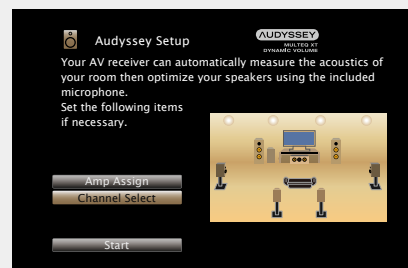 Audyssey Setup
AUDYSSEY
MULTEQ XT
DYNAMIC VOLUME
Your AV receiver can automatically measure the acoustics of
your room then optimize your speakers using the included
microphone.
Set the following items
if necessary.
Amp Assign
Channel Select
Start